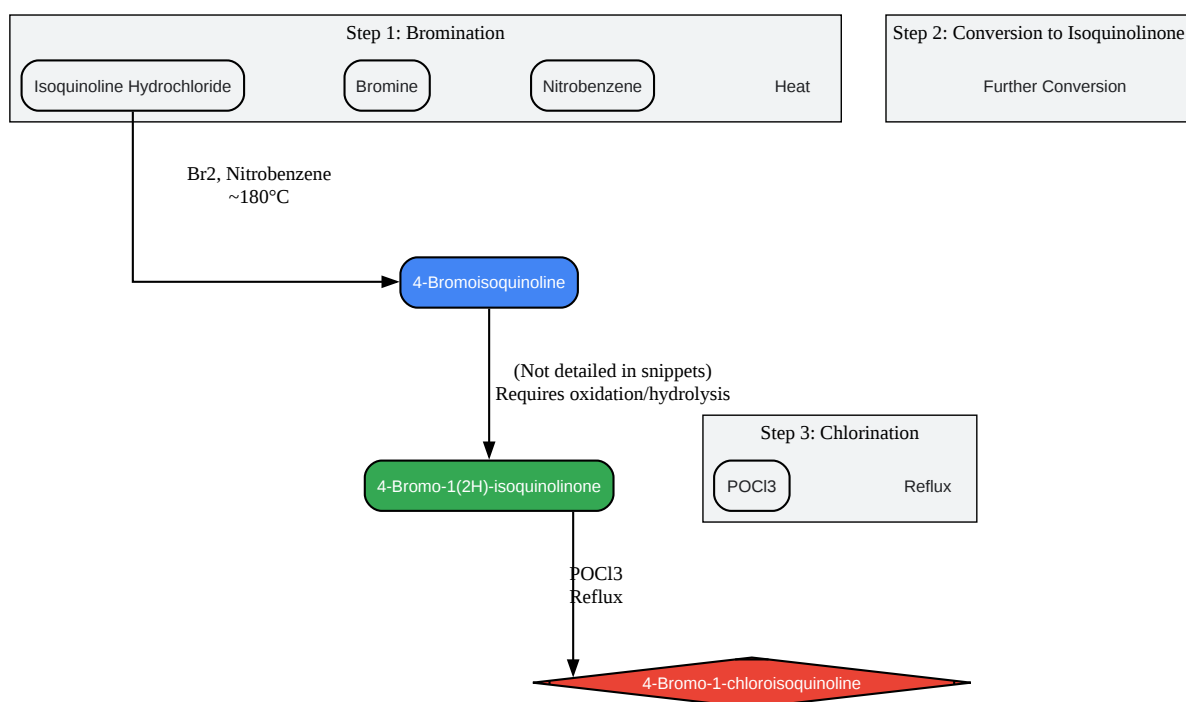 Step 1: Bromination
Isoquinoline Hydrochloride
Bromine
Nitrobenzene
Heat
Step 2: Conversion to Isoquinolinone
Further Conversion
Br2, Nitrobenzene
~180°C
4-Bromoisoquinoline
(Not detailed in snippets)
Requires oxidation/hydrolysis
4-Bromo-1(2H)-isoquinolinone
Step 3: Chlorination
POCl3
Reflux
POCl3
Reflux
4-Bromo-1-chloroisoquinoline